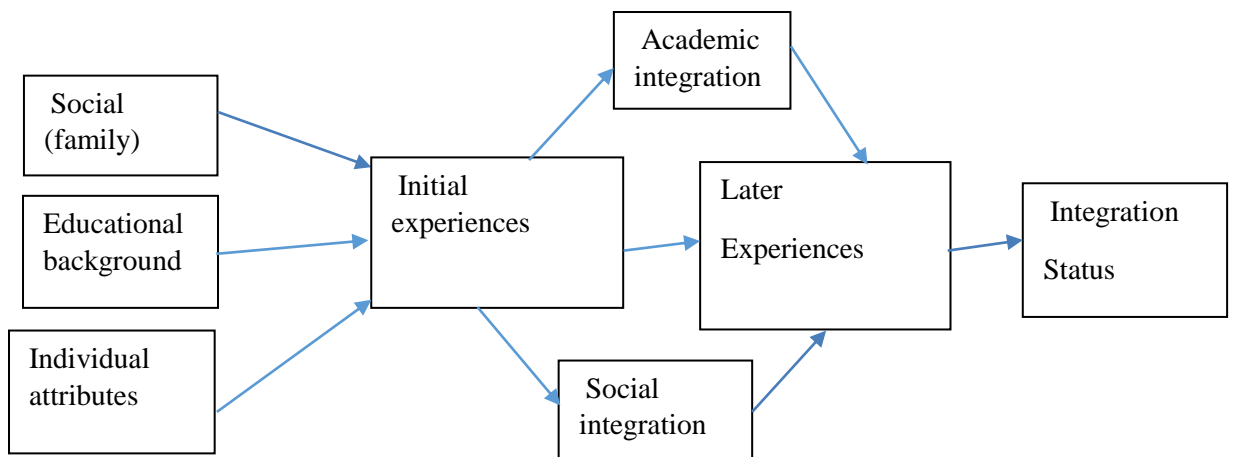 Social
(family)
Educational
background
Individual
attributes
Initial
experiences
Academic
integration
Social
integration
Later
Experiences
Integration
Status